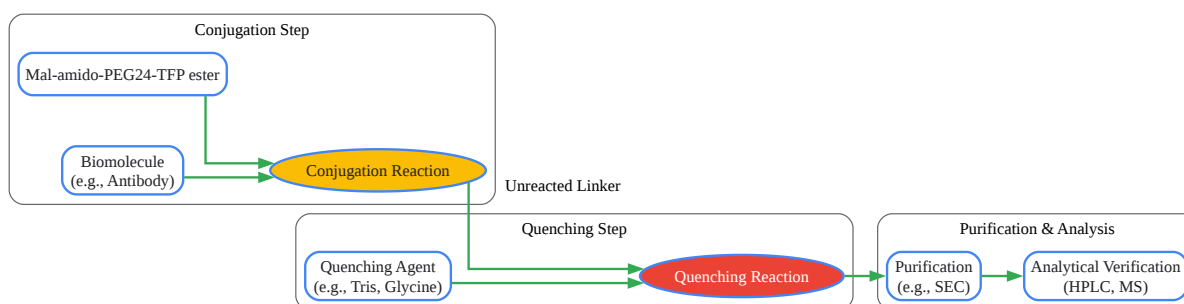 Conjugation Step
Mal-amido-PEG24-TFP ester
Biomolecule
(e.g., Antibody)
Conjugation Reaction
Unreacted Linker
Quenching Step
Quenching Agent
(e.g., Tris, Glycine)
Quenching Reaction
Purification & Analysis
Purification
(e.g., SEC)
Analytical Verification
(HPLC, MS)